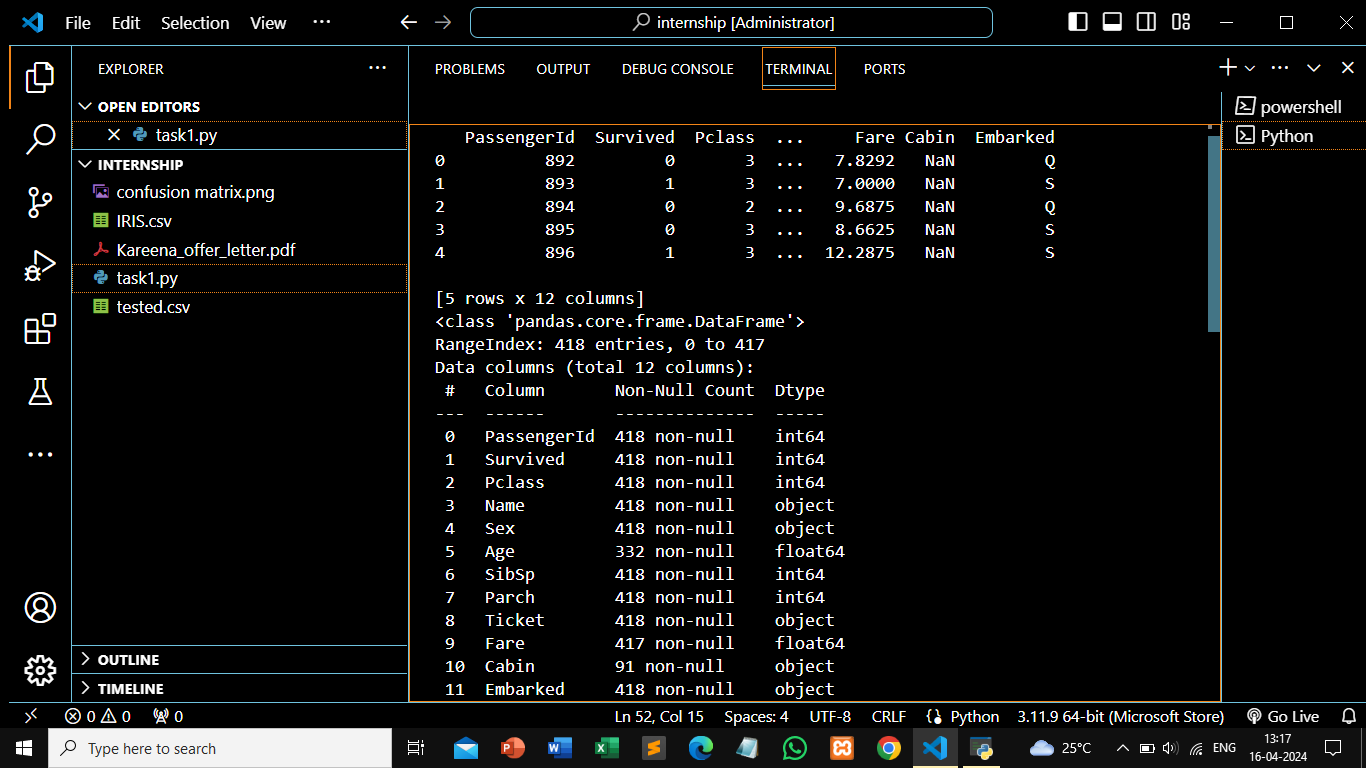 File Edit Selection View ··· internship [Administrator]
EXPLORER ···
OPEN EDITORS
task1.py
INTERNSHIP
confusion matrix.png
IRIS.csv
Kareena_offer_letter.pdf
task1.py
tested.csv
OUTLINE
TIMELINE
PROBLEMS OUTPUT DEBUG CONSOLE TERMINAL PORTS
powershell
Python
PassengerId Survived Pclass ... Fare Cabin Embarked
0 892 0 3 ... 7.8292 NaN Q
1 893 1 3 ... 7.0000 NaN S
2 894 0 2 ... 9.6875 NaN Q
3 895 0 3 ... 8.6625 NaN S
4 896 1 3 ... 12.2875 NaN S
[5 rows x 12 columns]
<class 'pandas.core.frame.DataFrame'>
RangeIndex: 418 entries, 0 to 417
Data columns (total 12 columns):
# Column Non-Null Count Dtype
--- ------ -------------- -----
0 PassengerId 418 non-null int64
1 Survived 418 non-null int64
2 Pclass 418 non-null int64
3 Name 418 non-null object
4 Sex 418 non-null object
5 Age 332 non-null float64
6 SibSp 418 non-null int64
7 Parch 418 non-null int64
8 Ticket 418 non-null object
9 Fare 417 non-null float64
10 Cabin 91 non-null object
11 Embarked 418 non-null object
0 0 0 Ln 52, Col 15 Spaces: 4 UTF-8 CRLF Python 3.11.9 64-bit (Microsoft Store) Go Live
Type here to search 25°C ENG 13:17
16-04-2024